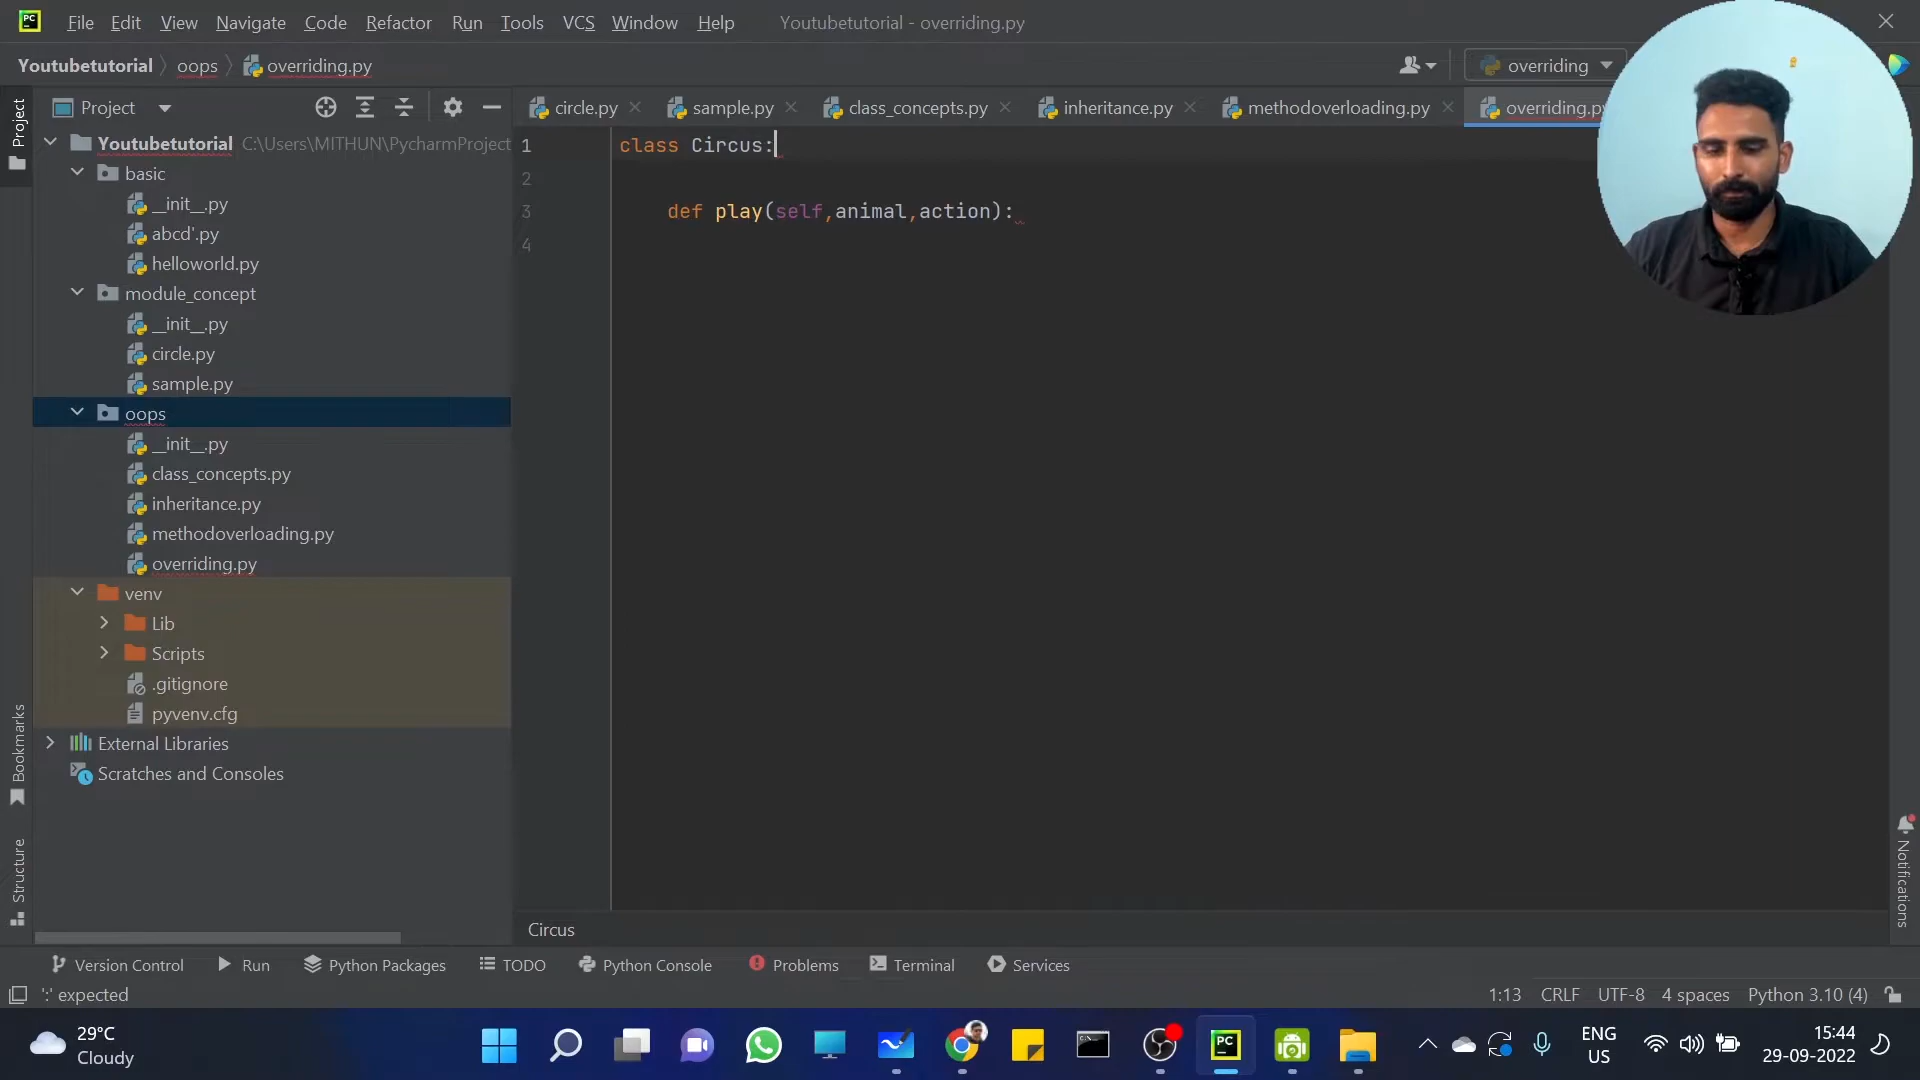 PC File Edit View Navigate Code Refactor Run Tools VCS Window Help Youtubetutorial - overriding.py
Youtubetutorial oops overriding.py overriding
Project
Project
circle.py sample.py class_concepts.py inheritance.py methodoverloading.py overriding.py
Youtubetutorial C:\Users\MITHUN\PycharmProject
basic
__init__.py
abcd'.py
helloworld.py
module_concept
__init__.py
circle.py
sample.py
oops
__init__.py
class_concepts.py
inheritance.py
methodoverloading.py
overriding.py
venv
Lib
Scripts
.gitignore
pyvenv.cfg
External Libraries
Scratches and Consoles
1 class Circus:
2
3 def play(self,animal,action):
4
Bookmarks
Structure
Notifications
Circus
Version Control Run Python Packages TODO Python Console Problems Terminal Services
':' expected 1:13 CRLF UTF-8 4 spaces Python 3.10 (4)
29°C
Cloudy
PC
ENG
US
15:44
29-09-2022